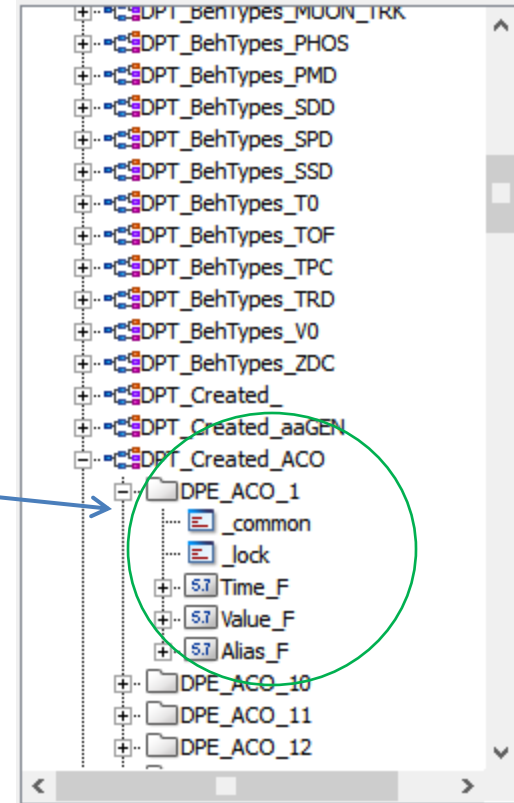 DPT_BehTypes_MUON_TRK
DPT_BehTypes_PHOS
DPT_BehTypes_PMD
DPT_BehTypes_SDD
DPT_BehTypes_SPD
DPT_BehTypes_SSD
DPT_BehTypes_T0
DPT_BehTypes_TOF
DPT_BehTypes_TPC
DPT_BehTypes_TRD
DPT_BehTypes_V0
DPT_BehTypes_ZDC
DPT_Created_
DPT_Created_aaGEN
DPT_Created_ACO
DPE_ACO_1
_common
_lock
5.7 Time_F
5.7 Value_F
5.7 Alias_F
DPE_ACO_10
DPE_ACO_11
DPE_ACO_12